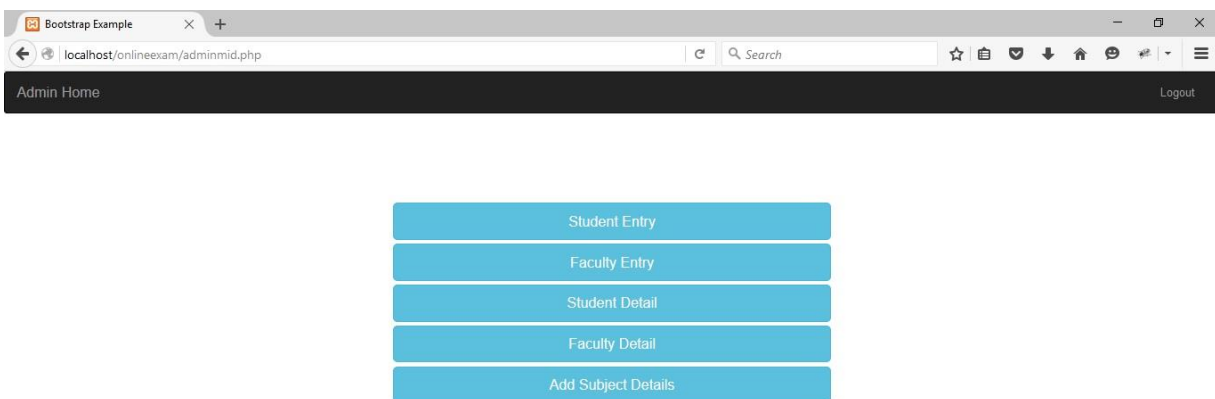 Bootstrap Example
localhost/onlineexam/adminmid.php
Search
Admin Home
Logout
Student Entry
Faculty Entry
Student Detail
Faculty Detail
Add Subject Details